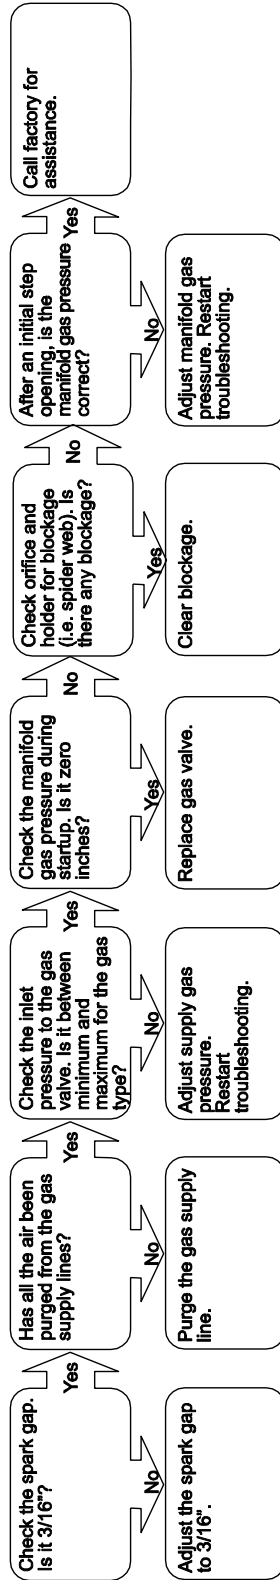 Check the spark gap.
Is it 3/16"?
Yes
No
Adjust the spark gap
to 3/16".
Has all the air been
purged from the gas
supply lines?
Yes
No
Purge the gas supply
line.
Check the inlet
pressure to the gas
valve. Is it between
minimum and
maximum for the gas
type?
Yes
No
Adjust supply gas
pressure.
Restart
troubleshooting.
Check the manifold
gas pressure during
startup. Is it zero
inches?
No
Yes
Replace gas valve.
Check orifice and
holder for blockage
(i.e. spider web). Is
there any blockage?
No
Yes
Clear blockage.
After an initial step
opening, is the
manifold gas pressure
correct?
Yes
No
Adjust manifold gas
pressure. Restart
troubleshooting.
Call factory for
assistance.